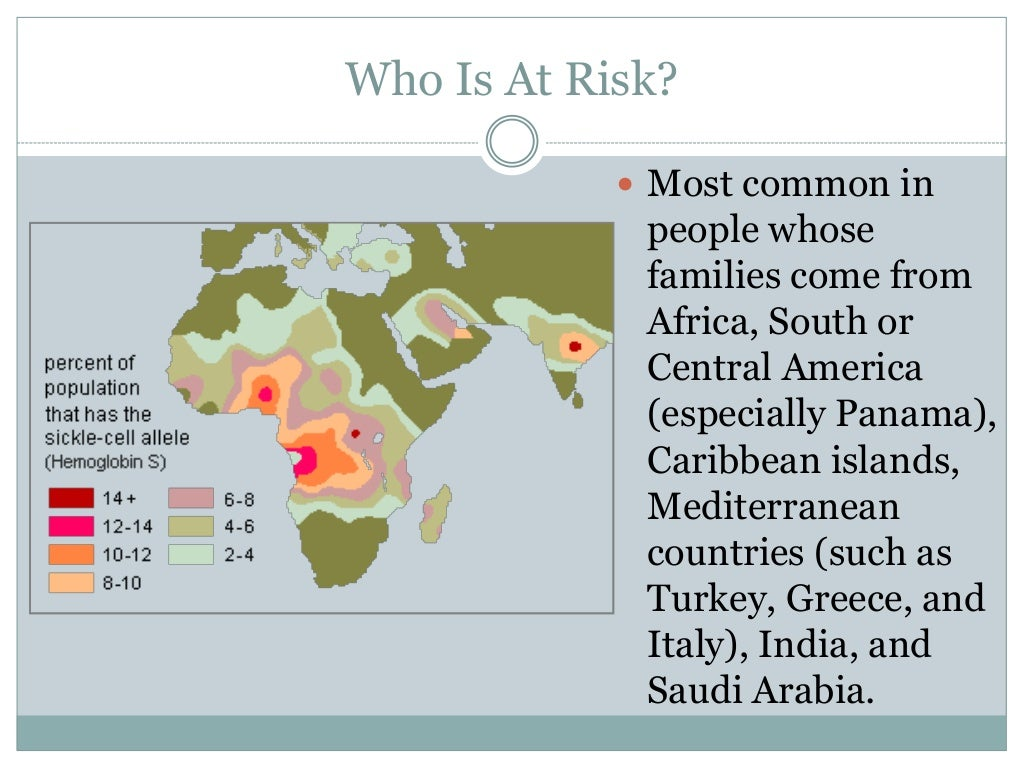 Who Is At Risk?
percent of
population
that has the
sickle-cell allele
(Hemoglobin S)
14+
12-14
10-12
8-10
6-8
4-6
2-4
• Most common in
people whose
families come from
Africa, South or
Central America
(especially Panama),
Caribbean islands,
Mediterranean
countries (such as
Turkey, Greece, and
Italy), India, and
Saudi Arabia.